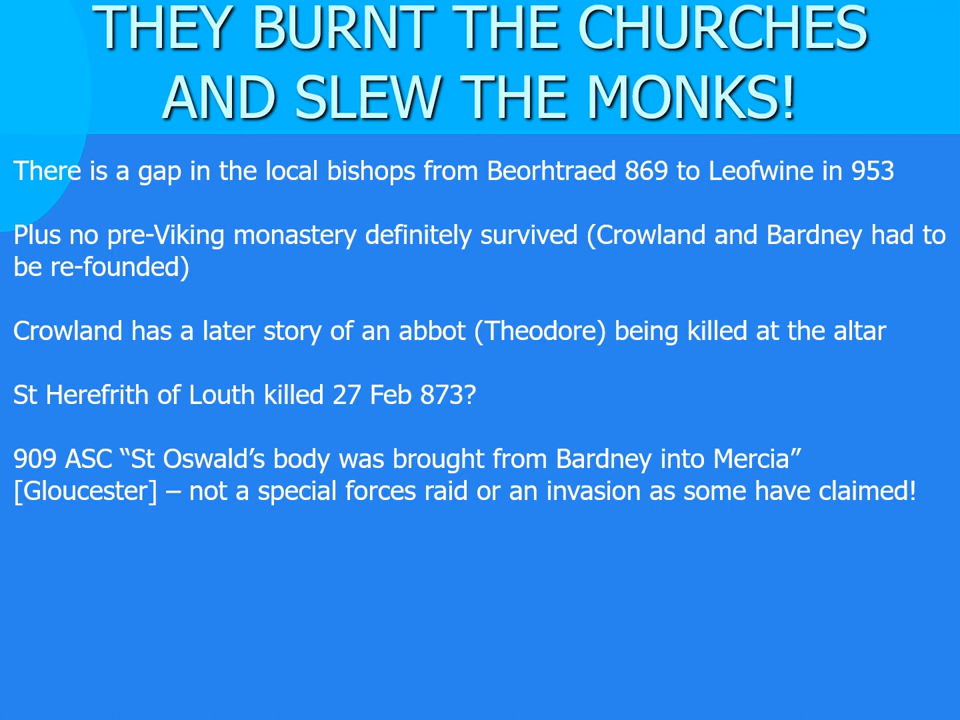 THEY BURNT THE CHURCHES
AND SLEW THE MONKS!
There is a gap in the local bishops from Beorhtraed 869 to Leofwine in 953
Plus no pre-Viking monastery definitely survived (Crowland and Bardney had to
be re-founded)
Crowland has a later story of an abbot (Theodore) being killed at the altar
St Herefrith of Louth killed 27 Feb 873?
909 ASC “St Oswald’s body was brought from Bardney into Mercia”
[Gloucester] – not a special forces raid or an invasion as some have claimed!